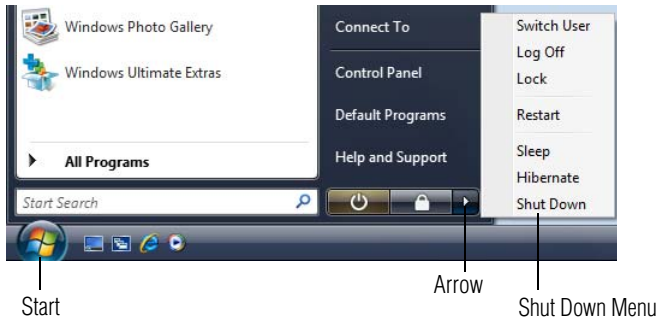 Windows Photo Gallery
Windows Ultimate Extras
All Programs
Start Search
Connect To
Control Panel
Default Programs
Help and Support
Switch User
Log Off
Lock
Restart
Sleep
Hibernate
Shut Down
Start
Arrow
Shut Down Menu